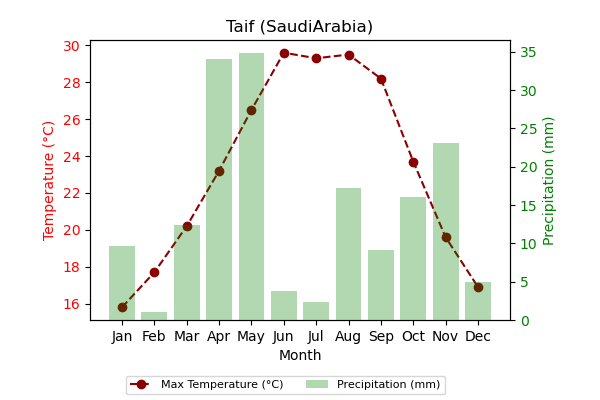 Taif (SaudiArabia)
30
28
26
24
22
20
18
16
Temperature (°C)
35
30
25
20
15
10
5
0
Precipitation (mm)
Jan Feb Mar Apr May Jun Jul Aug Sep Oct Nov Dec
Month
Max Temperature (°C) Precipitation (mm)